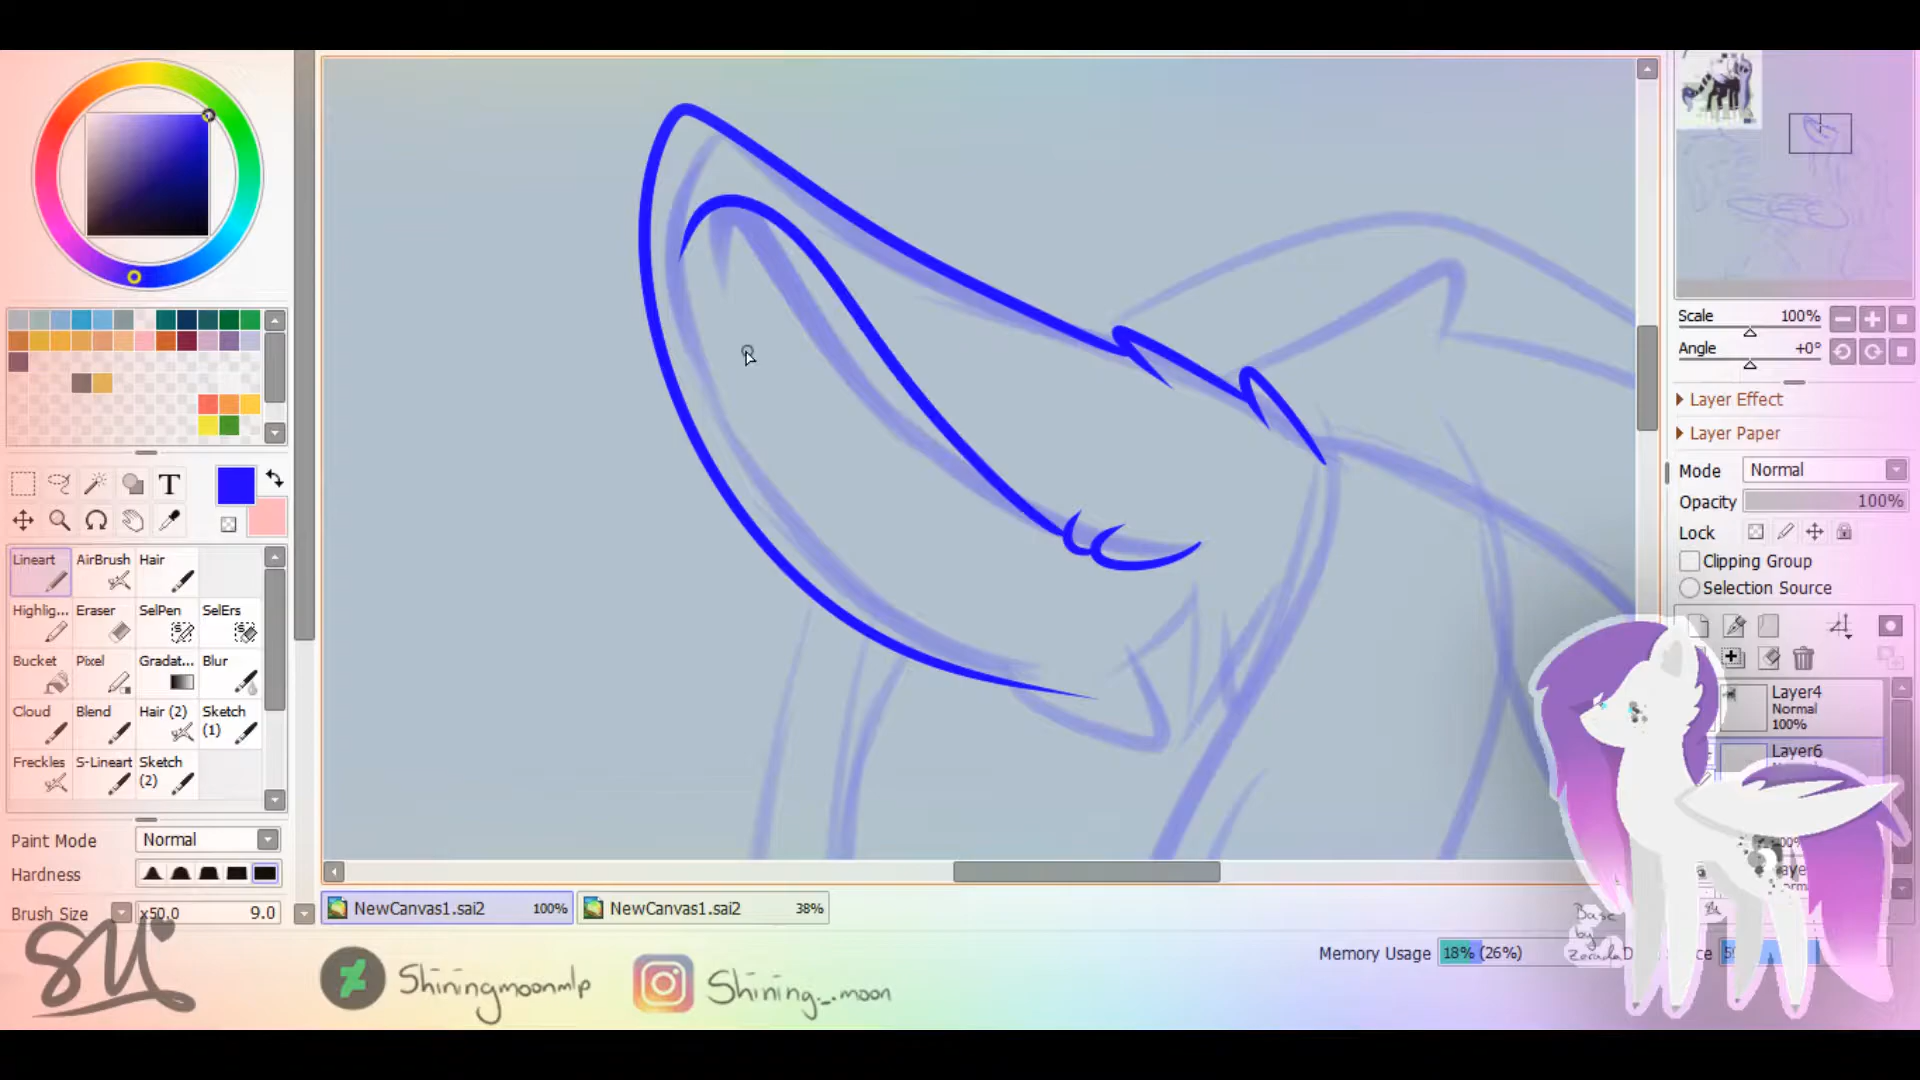 Scale 100%
Angle +0°
Layer Effect
Layer Paper
Mode Normal
Opacity 100%
Lock
Clipping Group
Selection Source
T
Lineart AirBrush Hair
Highlig... Eraser SelPen SelErs
Bucket Pixel Gradat... Blur
Cloud Blend Hair (2) Sketch (1)
Freckles S-Lineart Sketch (2)
Layer4
Normal
100%
Layer6
Paint Mode Normal
Hardness
Brush Size x50.0 9.0
NewCanvas1.sai2 100% NewCanvas1.sai2 38%
Memory Usage 18% (26%)
Base
by
SM
Shiningmoonmlp
Shining_.moon